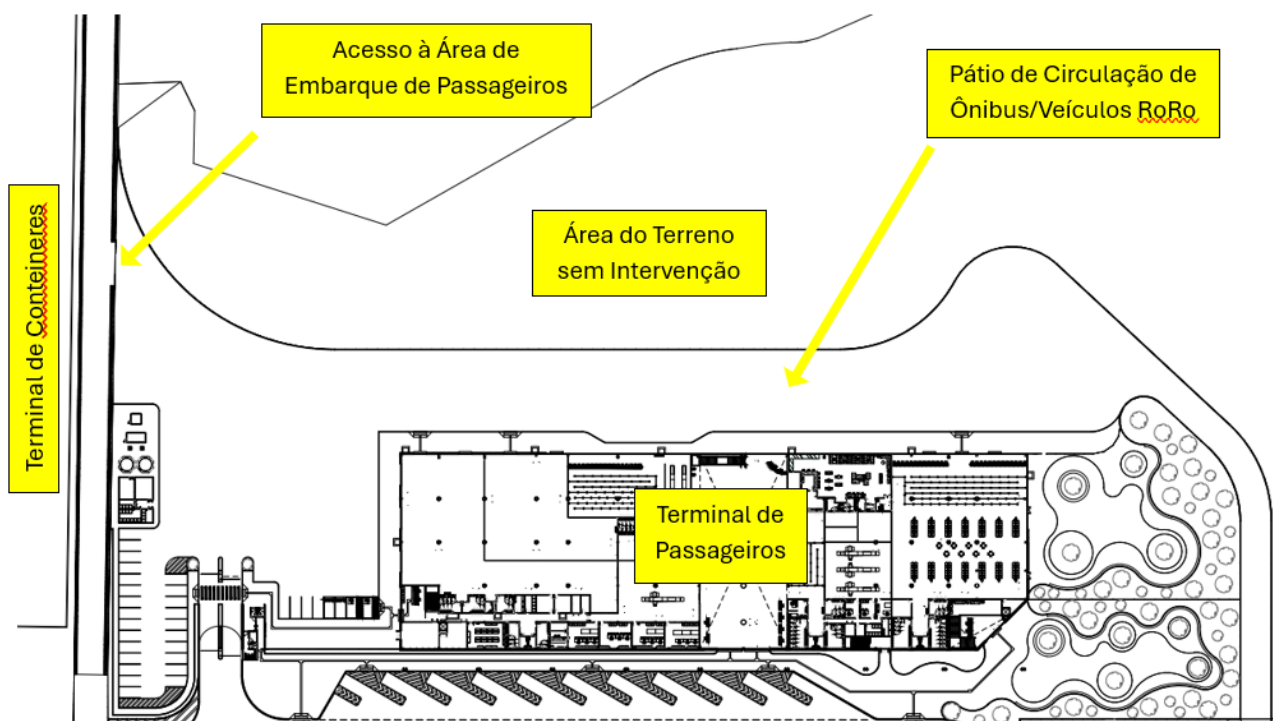 Acesso à Área de
Embarque de Passageiros
Pátio de Circulação de
Ônibus/Veículos RoRo
Terminal de Conteineres
Área do Terreno
sem Intervenção
Terminal de
Passageiros